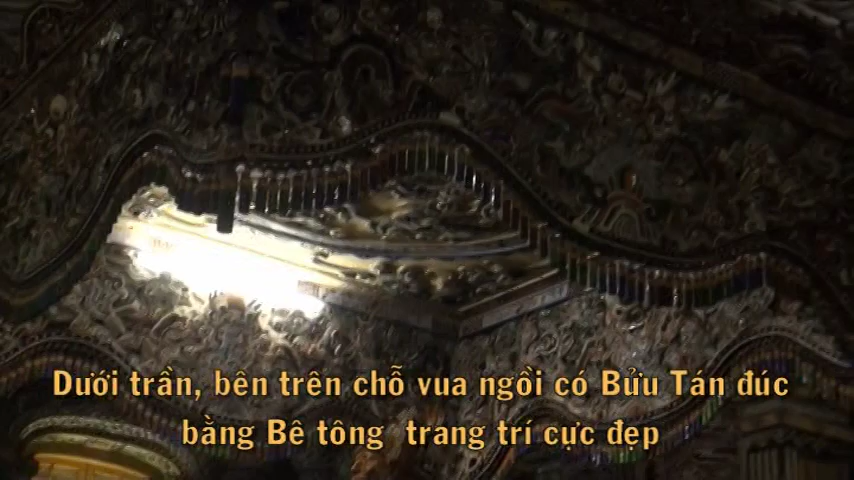 Dưới trần, bên trên chỗ vua ngồi có Bửu Tán đúc
bằng Bê tông trang trí cực đẹp